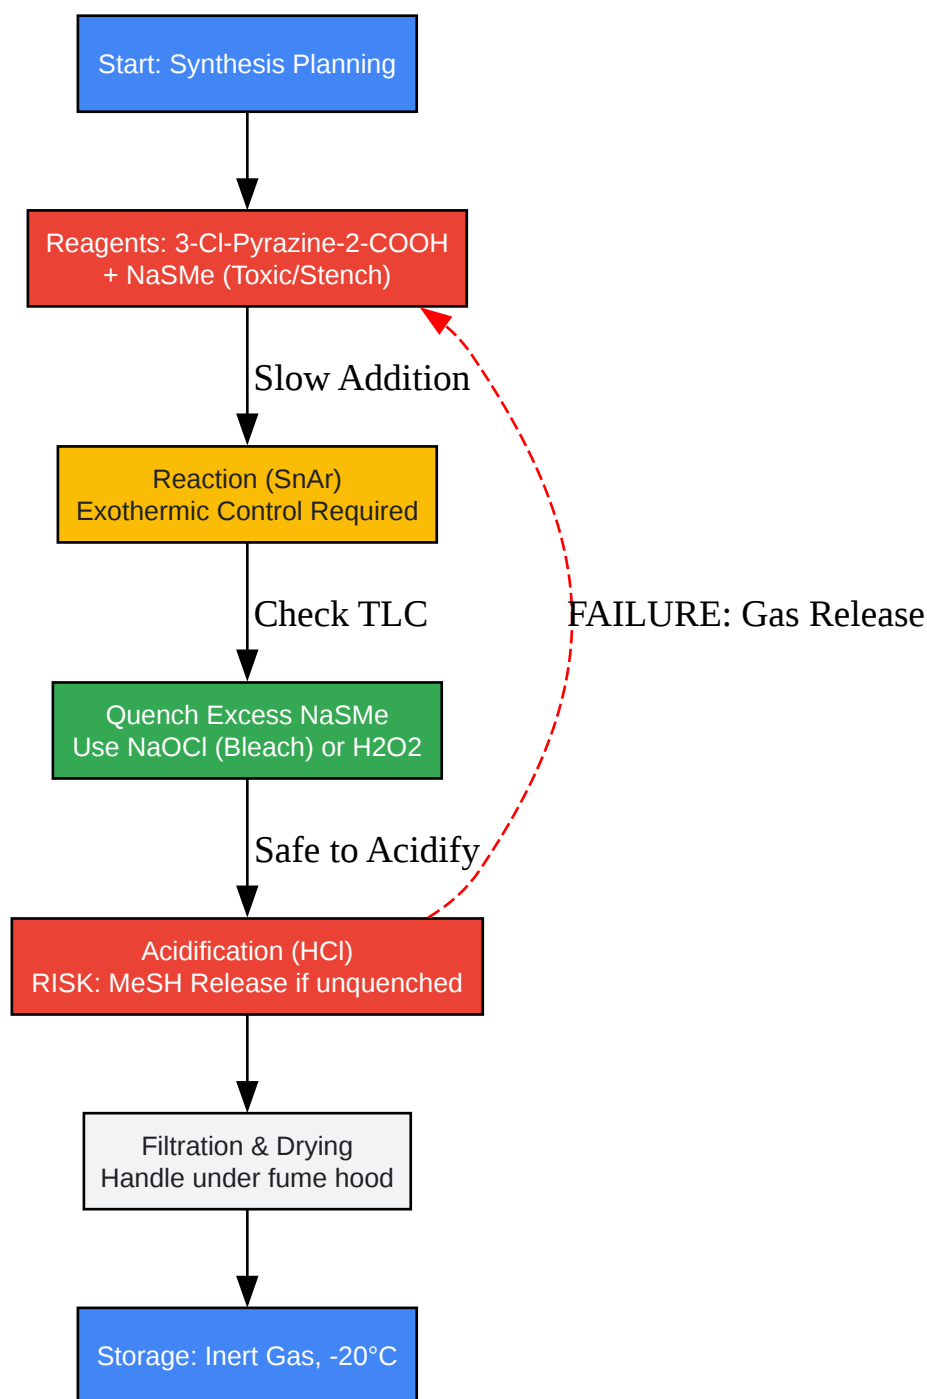 Start: Synthesis Planning
Reagents: 3-Cl-Pyrazine-2-COOH
+ NaSMe (Toxic/Stench)
Slow Addition
Reaction (SnAr)
Exothermic Control Required
Check TLC
FAILURE: Gas Release
Quench Excess NaSMe
Use NaOCl (Bleach) or H2O2
Safe to Acidify
Acidification (HCl)
RISK: MeSH Release if unquenched
Filtration & Drying
Handle under fume hood
Storage: Inert Gas, -20°C